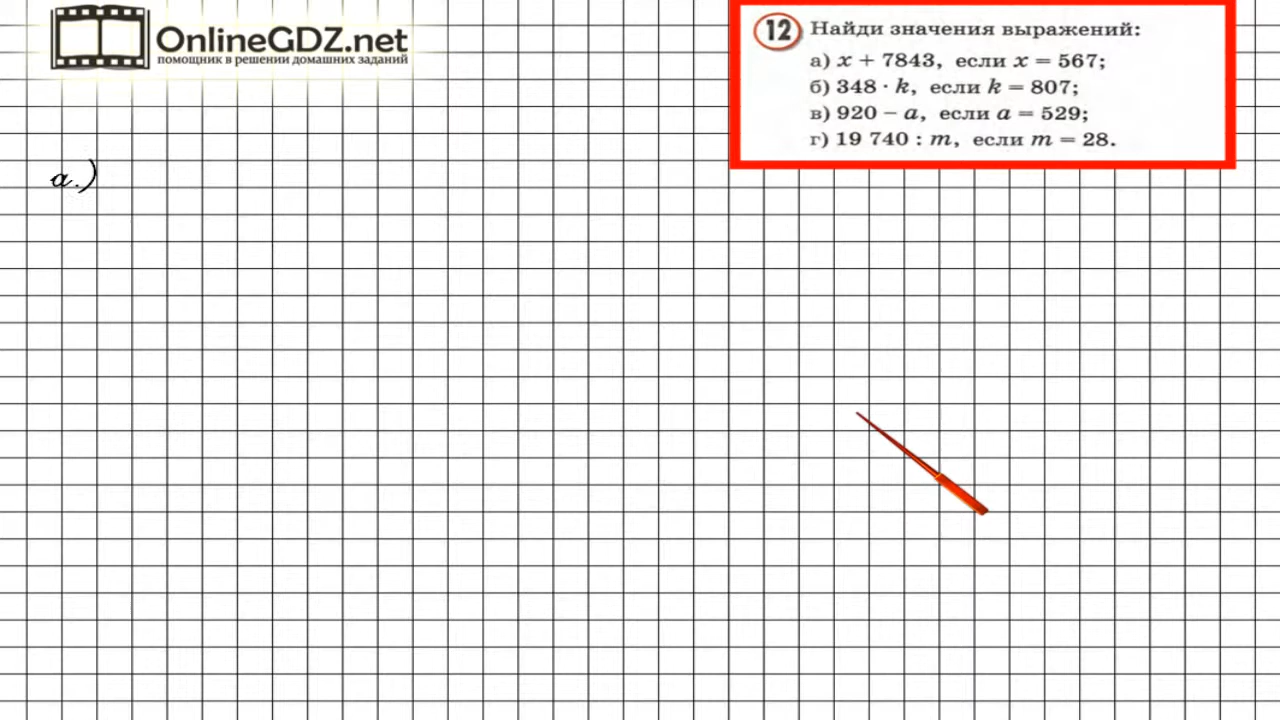 OnlineGDZ.net
помощник в решении домашних заданий
12 Найди значения выражений:
а) x + 7843, если x = 567;
б) 348 · k, если k = 807;
в) 920 − a, если a = 529;
г) 19 740 : m, если m = 28.
а.)